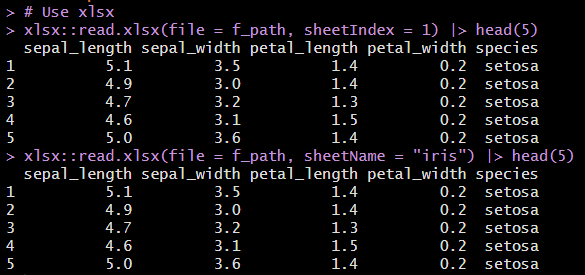 > # Use xlsx
> xlsx::read.xlsx(file = f_path, sheetIndex = 1) |> head(5)
  sepal_length sepal_width petal_length petal_width species
1          5.1         3.5          1.4         0.2  setosa
2          4.9         3.0          1.4         0.2  setosa
3          4.7         3.2          1.3         0.2  setosa
4          4.6         3.1          1.5         0.2  setosa
5          5.0         3.6          1.4         0.2  setosa
> xlsx::read.xlsx(file = f_path, sheetName = "iris") |> head(5)
  sepal_length sepal_width petal_length petal_width species
1          5.1         3.5          1.4         0.2  setosa
2          4.9         3.0          1.4         0.2  setosa
3          4.7         3.2          1.3         0.2  setosa
4          4.6         3.1          1.5         0.2  setosa
5          5.0         3.6          1.4         0.2  setosa